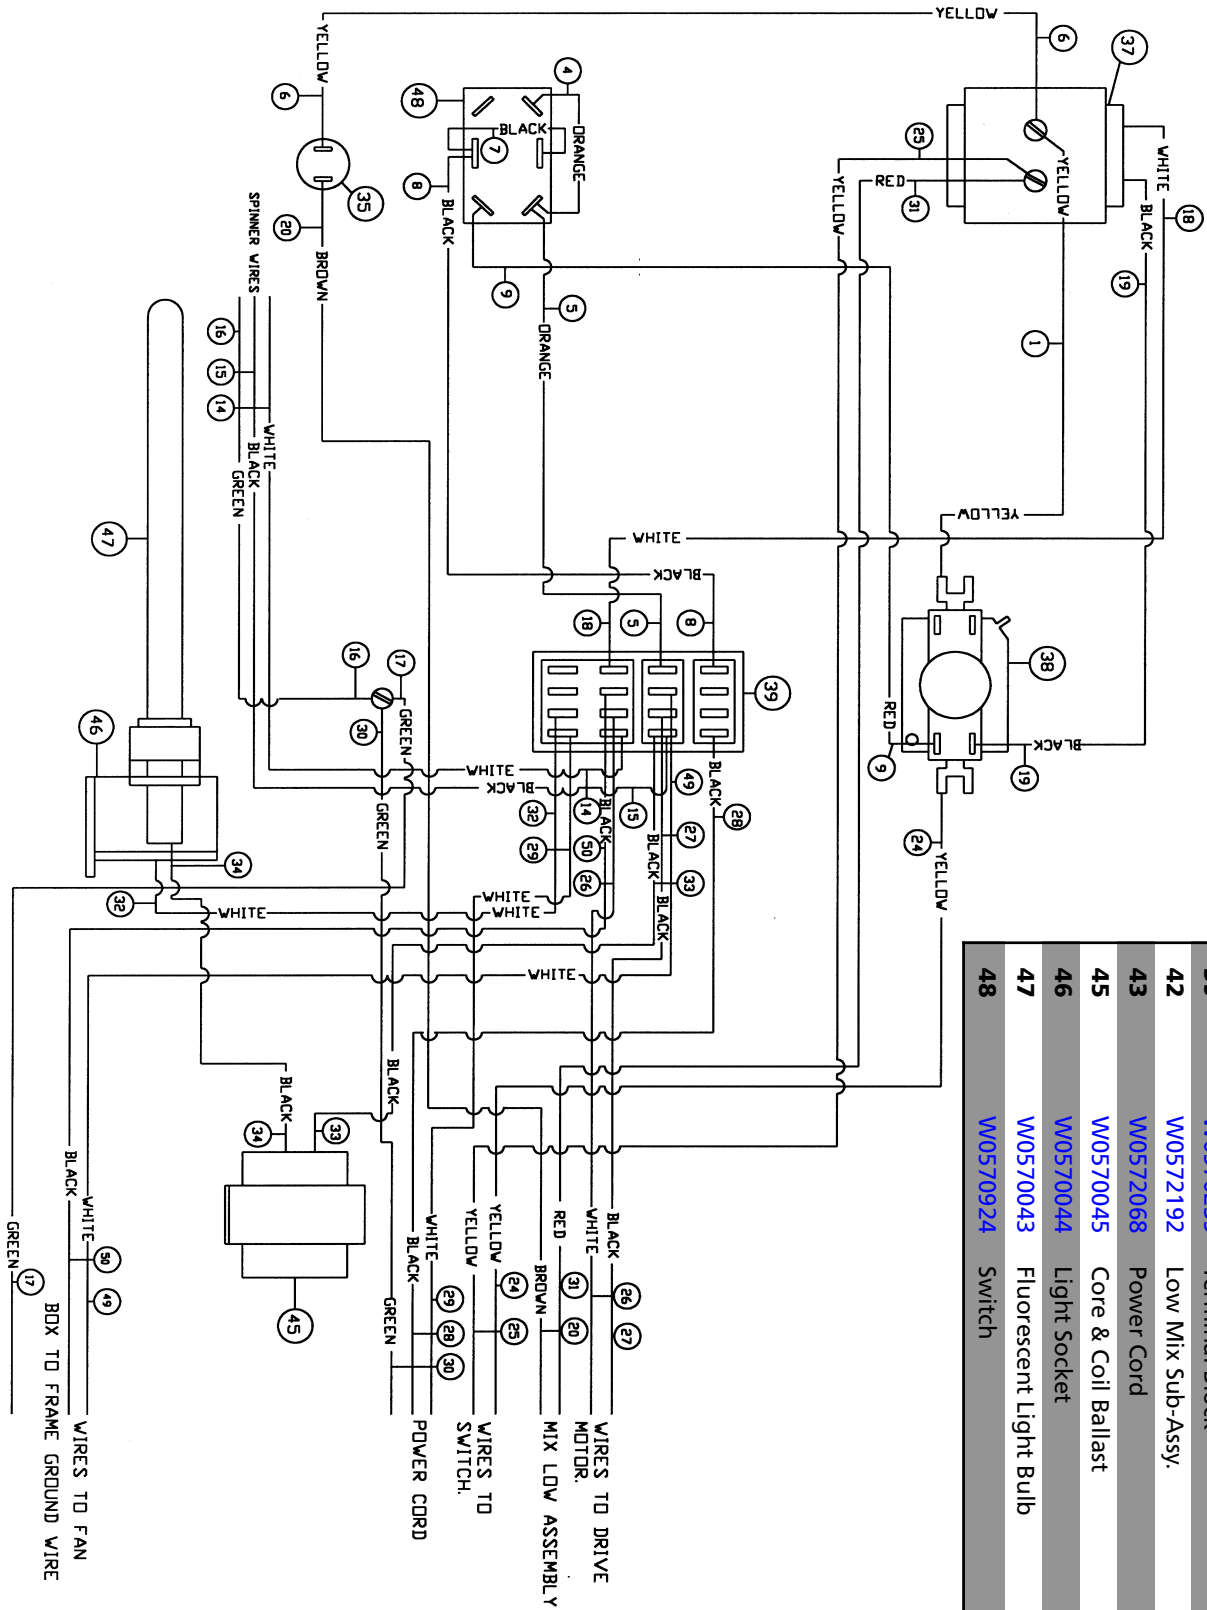 YELLOW
YELLOW
6
37
6
4
48
ORANGE
BLACK
7
8
BLACK
25
YELLOW
RED
31
YELLOW
WHITE
18
BLACK
19
35
20
BROWN
SPINNER WIRES
16
15
14
WHITE
BLACK
GREEN
9
5
ORANGE
1
YELLOW
WHITE
BLACK
47
18
5
8
39
38
RED
9
BLACK
19
24
YELLOW
16
17
GREEN
30
GREEN
46
34
32
WHITE
WHITE
BLACK
14
15
49
BLACK
28
32
29
BLACK
50
26
27
BLACK
33
BLACK
WHITE
WHITE
WHITE
BLACK
34
BLACK
33
45
BLACK
WHITE
50
49
GREEN
17
GREEN
BLACK
WHITE
29
28
30
YELLOW
YELLOW
24
25
BROWN
RED
31
20
WHITE
BLACK
26
27
WIRES TO DRIVE
MOTOR.
MIX LOW ASSEMBLY
WIRES TO
SWITCH.
POWER CORD
WIRES TO FAN
BOX TO FRAME GROUND WIRE
42 W0572192 Low Mix Sub-Assy.
43 W0572068 Power Cord
45 W0570045 Core & Coil Ballast
46 W0570044 Light Socket
47 W0570043 Fluorescent Light Bulb
48 W0570924 Switch